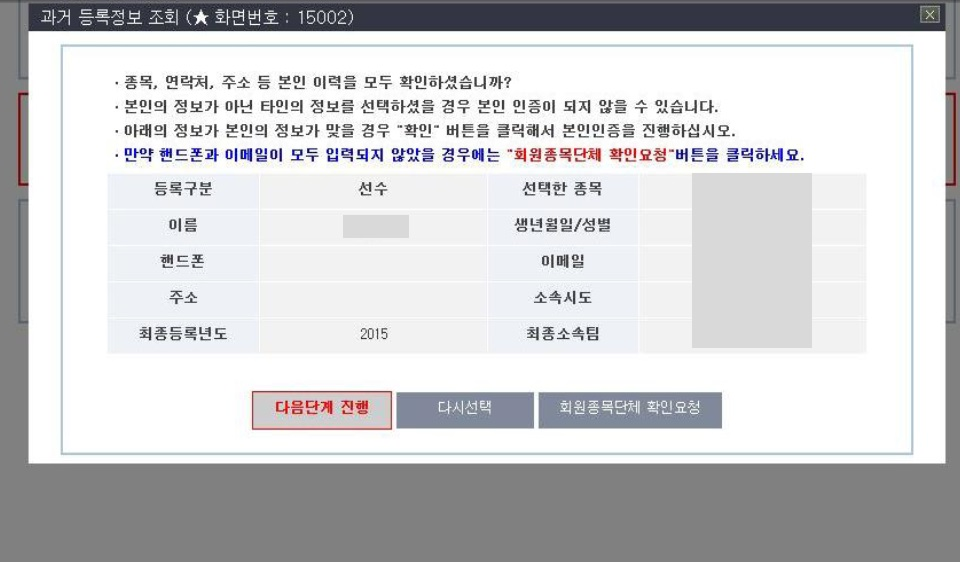 과거 등록정보 조회 (★ 화면번호 : 15002)
· 종목, 연락처, 주소 등 본인 이력을 모두 확인하셨습니까?
· 본인의 정보가 아닌 타인의 정보를 선택하셨을 경우 본인 인증이 되지 않을 수 있습니다.
· 아래의 정보가 본인의 정보가 맞을 경우 "확인" 버튼을 클릭해서 본인인증을 진행하십시오.
· 만약 핸드폰과 이메일이 모두 입력되지 않았을 경우에는 "회원종목단체 확인요청"버튼을 클릭하세요.
등록구분 선수 선택한 종목
이름 생년월일/성별
핸드폰 이메일
주소 소속시도
최종등록년도 2015 최종소속팀
다음단계 진행 다시선택 회원종목단체 확인요청